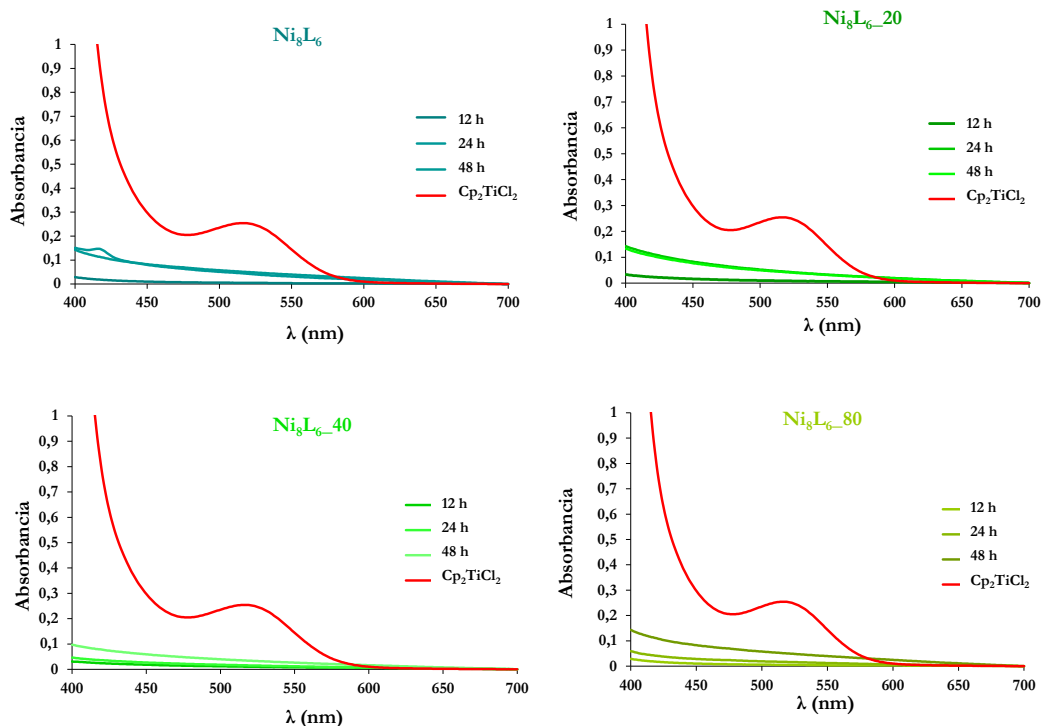 Ni₈L₆
Absorbancia
1
0,9
0,8
0,7
0,6
0,5
0,4
0,3
0,2
0,1
0
400 450 500 550 600 650 700
λ (nm)
12 h
24 h
48 h
Cp₂TiCl₂
Ni₈L₆_20
Absorbancia
1
0,9
0,8
0,7
0,6
0,5
0,4
0,3
0,2
0,1
0
400 450 500 550 600 650 700
λ (nm)
12 h
24 h
48 h
Cp₂TiCl₂
Ni₈L₆_40
Absorbancia
1
0,9
0,8
0,7
0,6
0,5
0,4
0,3
0,2
0,1
0
400 450 500 550 600 650 700
λ (nm)
12 h
24 h
48 h
Cp₂TiCl₂
Ni₈L₆_80
Absorbancia
1
0,9
0,8
0,7
0,6
0,5
0,4
0,3
0,2
0,1
0
400 450 500 550 600 650 700
λ (nm)
12 h
24 h
48 h
Cp₂TiCl₂